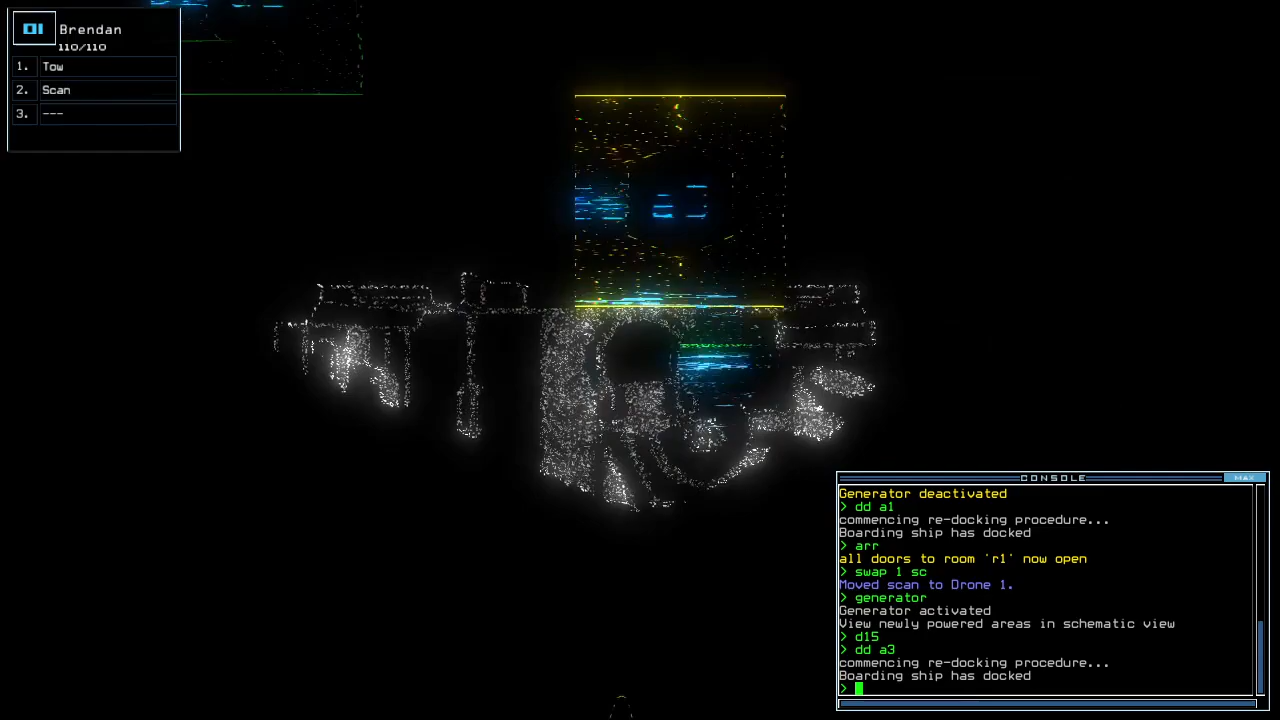 01 Brendan
110/110
1. Tow
2. Scan
3. ---
CONSOLE
MAX
Generator deactivated
> dd a1
commencing re-docking procedure...
Boarding ship has docked
> arr
all doors to room 'r1' now open
> swap 1 sc
Moved scan to Drone 1.
> generator
Generator activated
View newly powered areas in schematic view
> d15
> dd a3
commencing re-docking procedure...
Boarding ship has docked
>